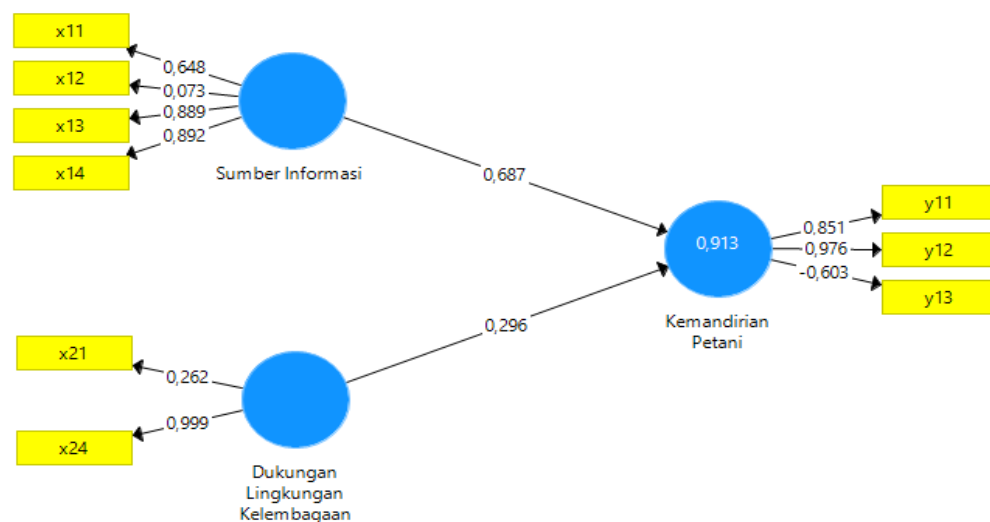 x11
x12
x13
x14
0,648
0,073
0,889
0,892
Sumber Informasi
0,687
0,913
Kemandirian
Petani
0,851
0,976
-0,603
y11
y12
y13
0,296
x21
x24
0,262
0,999
Dukungan
Lingkungan
Kelembagaan